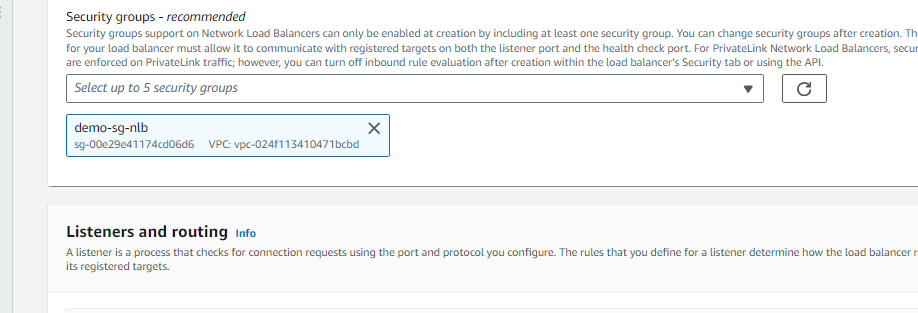 Security groups - recommended
Security groups support on Network Load Balancers can only be enabled at creation by including at least one security group. You can change security groups after creation.
for your load balancer must allow it to communicate with registered targets on both the listener port and the health check port. For PrivateLink Network Load Balancers,
are enforced on PrivateLink traffic; however, you can turn off inbound rule evaluation after creation within the load balancer's Security tab or using the API.
Select up to 5 security groups
demo-sg-nlb
sg-00e29e41174cd06d6 VPC: vpc-024f113410471bcbd
Listeners and routing Info
A listener is a process that checks for connection requests using the port and protocol you configure. The rules that you define for a listener determine how the load balancer
its registered targets.